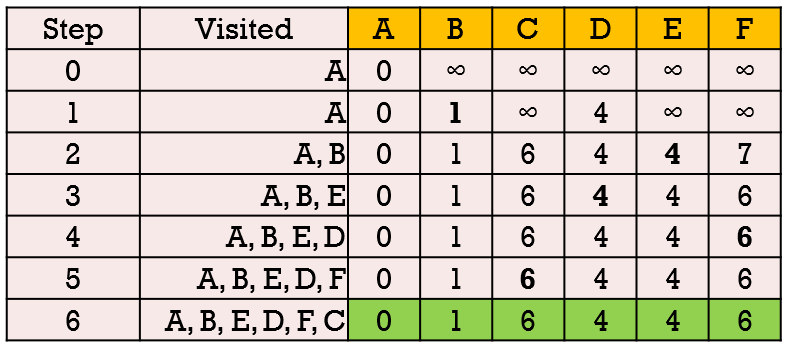 Step Visited A B C D E F
0 A 0 ∞ ∞ ∞ ∞ ∞
1 A 0 1 ∞ 4 ∞ ∞
2 A, B 0 1 6 4 4 7
3 A, B, E 0 1 6 4 4 6
4 A, B, E, D 0 1 6 4 4 6
5 A, B, E, D, F 0 1 6 4 4 6
6 A, B, E, D, F, C 0 1 6 4 4 6